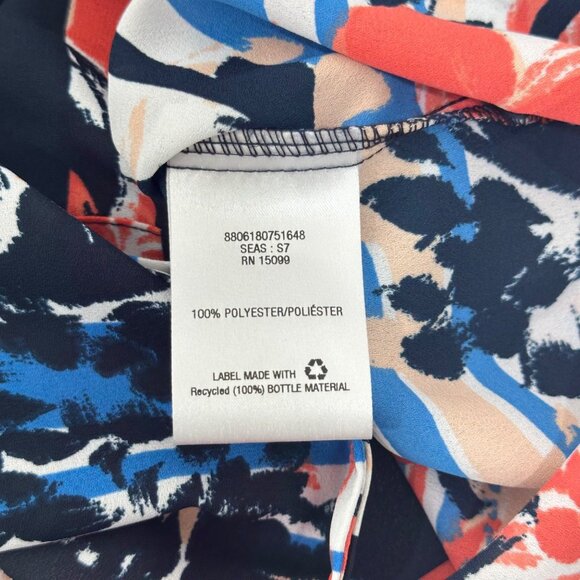 8806180751648
SEAS : S7
RN 15099
100% POLYESTER/POLIÉSTER
LABEL MADE WITH
Recycled (100%) BOTTLE MATERIAL